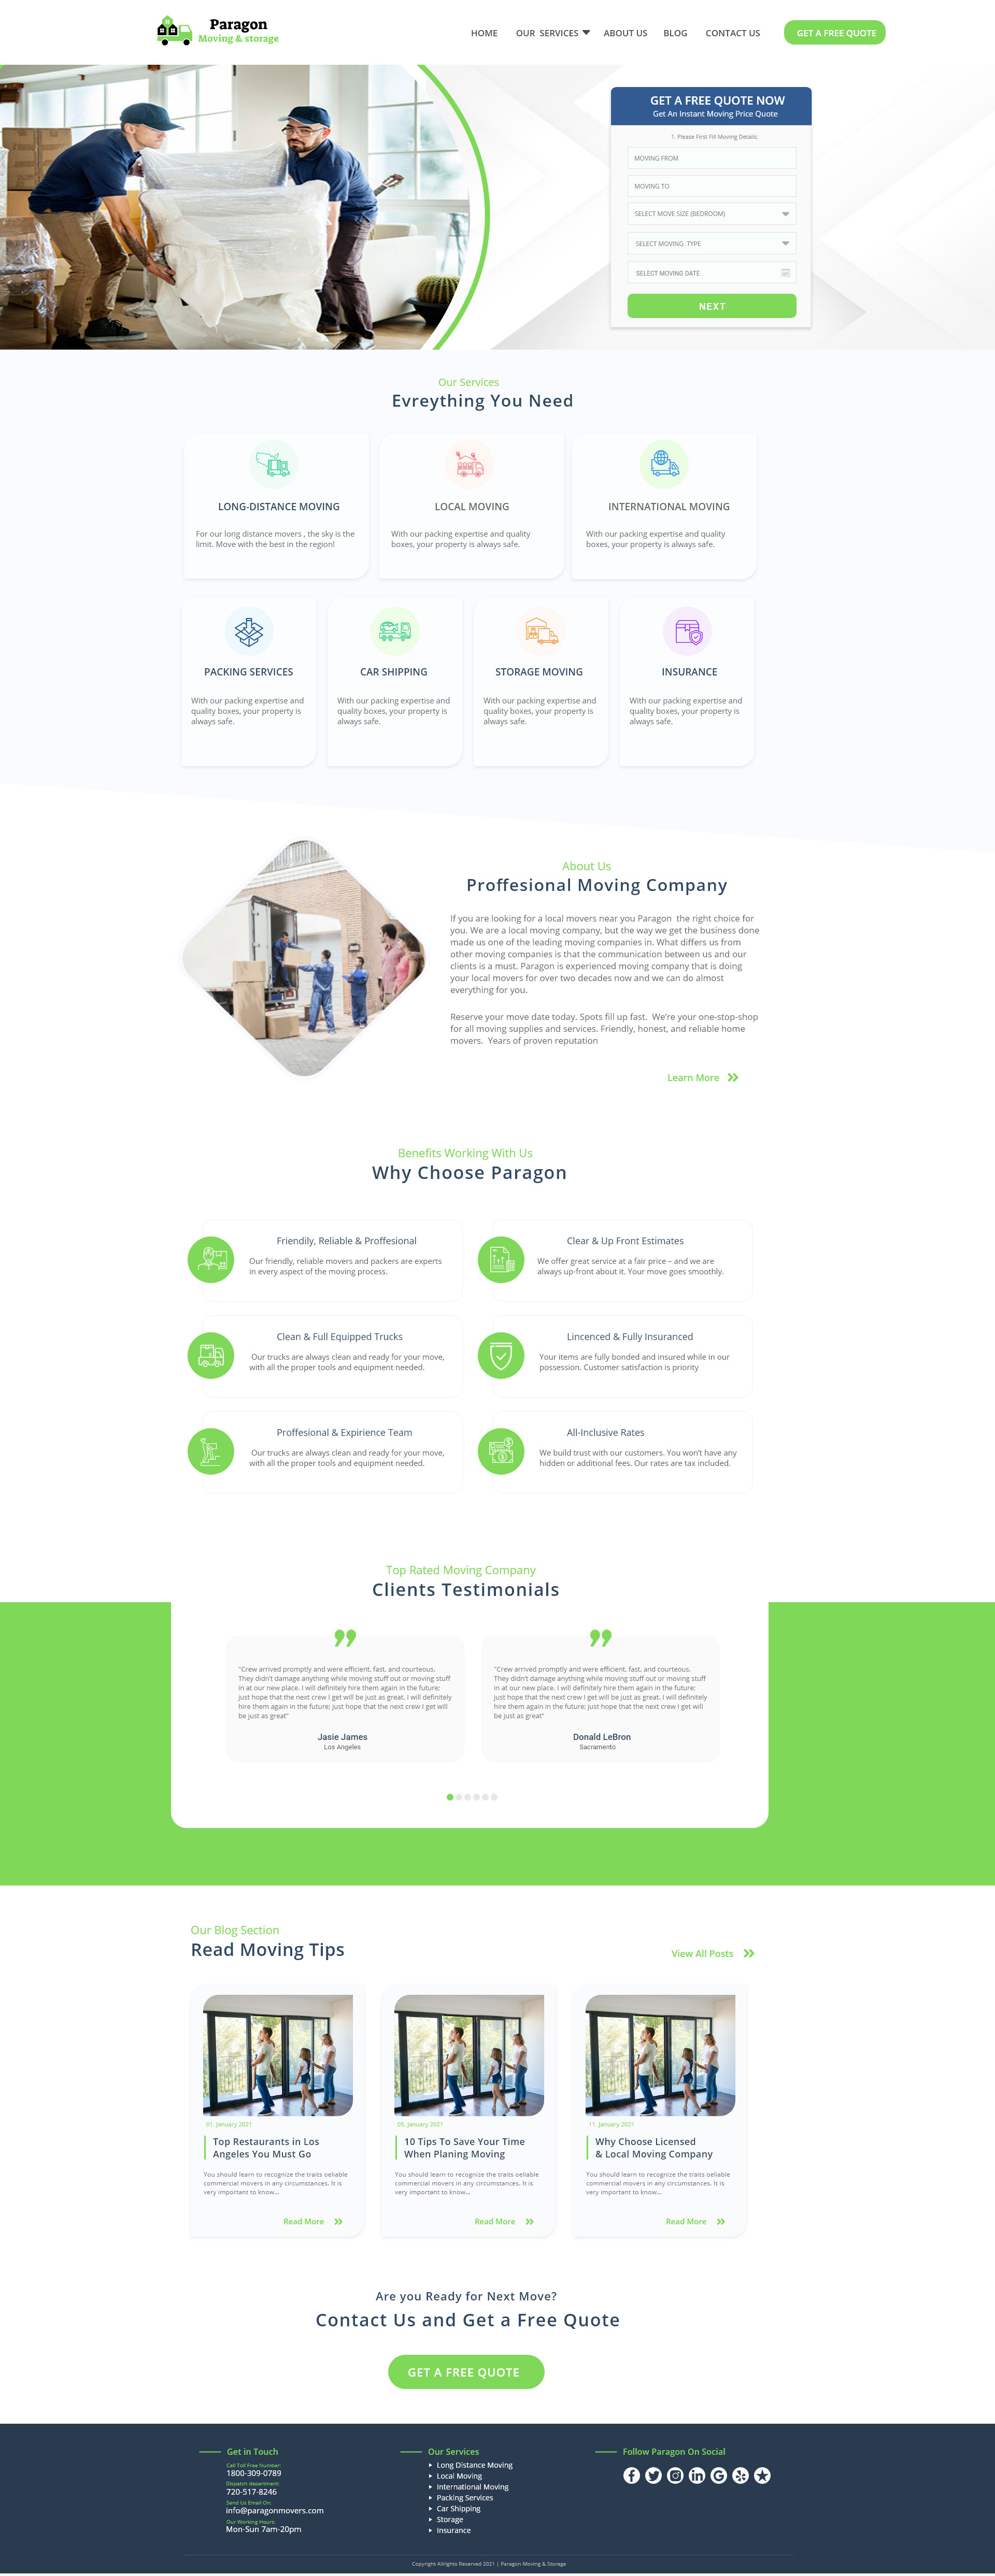 Paragon
Moving & storage
HOME
OUR SERVICES
ABOUT US
BLOG
CONTACT US
GET A FREE QUOTE
GET A FREE QUOTE NOW
Get An Instant Moving Price Quote
1. Please First Fill Moving Details:
MOVING FROM
MOVING TO
SELECT MOVE SIZE (BEDROOM)
SELECT MOVING TYPE
SELECT MOVING DATE
NEXT
Our Services
Evreything You Need
LONG-DISTANCE MOVING
For our long distance movers , the sky is the
limit. Move with the best in the region!
LOCAL MOVING
With our packing expertise and quality
boxes, your property is always safe.
INTERNATIONAL MOVING
With our packing expertise and quality
boxes, your property is always safe.
PACKING SERVICES
With our packing expertise and
quality boxes, your property is
always safe.
CAR SHIPPING
With our packing expertise and
quality boxes, your property is
always safe.
STORAGE MOVING
With our packing expertise and
quality boxes, your property is
always safe.
INSURANCE
With our packing expertise and
quality boxes, your property is
always safe.
About Us
Proffesional Moving Company
If you are looking for a local movers near you Paragon the right choice for
you. We are a local moving company, but the way we get the business done
made us one of the leading moving companies in. What differs us from
other moving companies is that the communication between us and our
clients is a must. Paragon is experienced moving company that is doing
your local movers for over two decades now and we can do almost
everything for you.
Reserve your move date today. Spots fill up fast. We're your one-stop-shop
for all moving supplies and services. Friendly, honest, and reliable home
movers. Years of proven reputation
Learn More
Benefits Working With Us
Why Choose Paragon
Friendily, Reliable & Proffesional
Our friendly, reliable movers and packers are experts
in every aspect of the moving process.
Clear & Up Front Estimates
We offer great service at a fair price – and we are
always up-front about it. Your move goes smoothly.
Clean & Full Equipped Trucks
Our trucks are always clean and ready for your move,
with all the proper tools and equipment needed.
Lincenced & Fully Insuranced
Your items are fully bonded and insured while in our
possession. Customer satisfaction is priority
Proffesional & Expirience Team
Our trucks are always clean and ready for your move,
with all the proper tools and equipment needed.
All-Inclusive Rates
We build trust with our customers. You won't have any
hidden or additional fees. Our rates are tax included.
Top Rated Moving Company
Clients Testimonials
"Crew arrived promptly and were efficient, fast, and courteous.
They didn't damage anything while moving stuff out or moving stuff
in at our new place. I will definitely hire them again in the future;
just hope that the next crew I get will be just as great. I will definitely
hire them again in the future; just hope that the next crew I get will
be just as great"
Jasie James
Los Angeles
"Crew arrived promptly and were efficient, fast, and courteous.
They didn't damage anything while moving stuff out or moving stuff
in at our new place. I will definitely hire them again in the future;
just hope that the next crew I get will be just as great. I will definitely
hire them again in the future; just hope that the next crew I get will
be just as great"
Donald LeBron
Sacramento
Our Blog Section
Read Moving Tips
View All Posts
01. January 2021
Top Restaurants in Los
Angeles You Must Go
You should learn to recognize the traits oeliable
commercial movers in any circumstances. It is
very important to know...
Read More
05. January 2021
10 Tips To Save Your Time
When Planing Moving
You should learn to recognize the traits oeliable
commercial movers in any circumstances. It is
very important to know...
Read More
11. January 2021
Why Choose Licensed
& Local Moving Company
You should learn to recognize the traits oeliable
commercial movers in any circumstances. It is
very important to know...
Read More
Are you Ready for Next Move?
Contact Us and Get a Free Quote
GET A FREE QUOTE
Get in Touch
Call Toll Free Number:
1800-309-0789
Dispatch department:
720-517-8246
Send Us Email On:
info@paragonmovers.com
Our Working Hours:
Mon-Sun 7am-20pm
Our Services
Long Distance Moving
Local Moving
International Moving
Packing Services
Car Shipping
Storage
Insurance
Follow Paragon On Social
Copyright Allrights Reserved 2021 | Paragon Moving & Storage